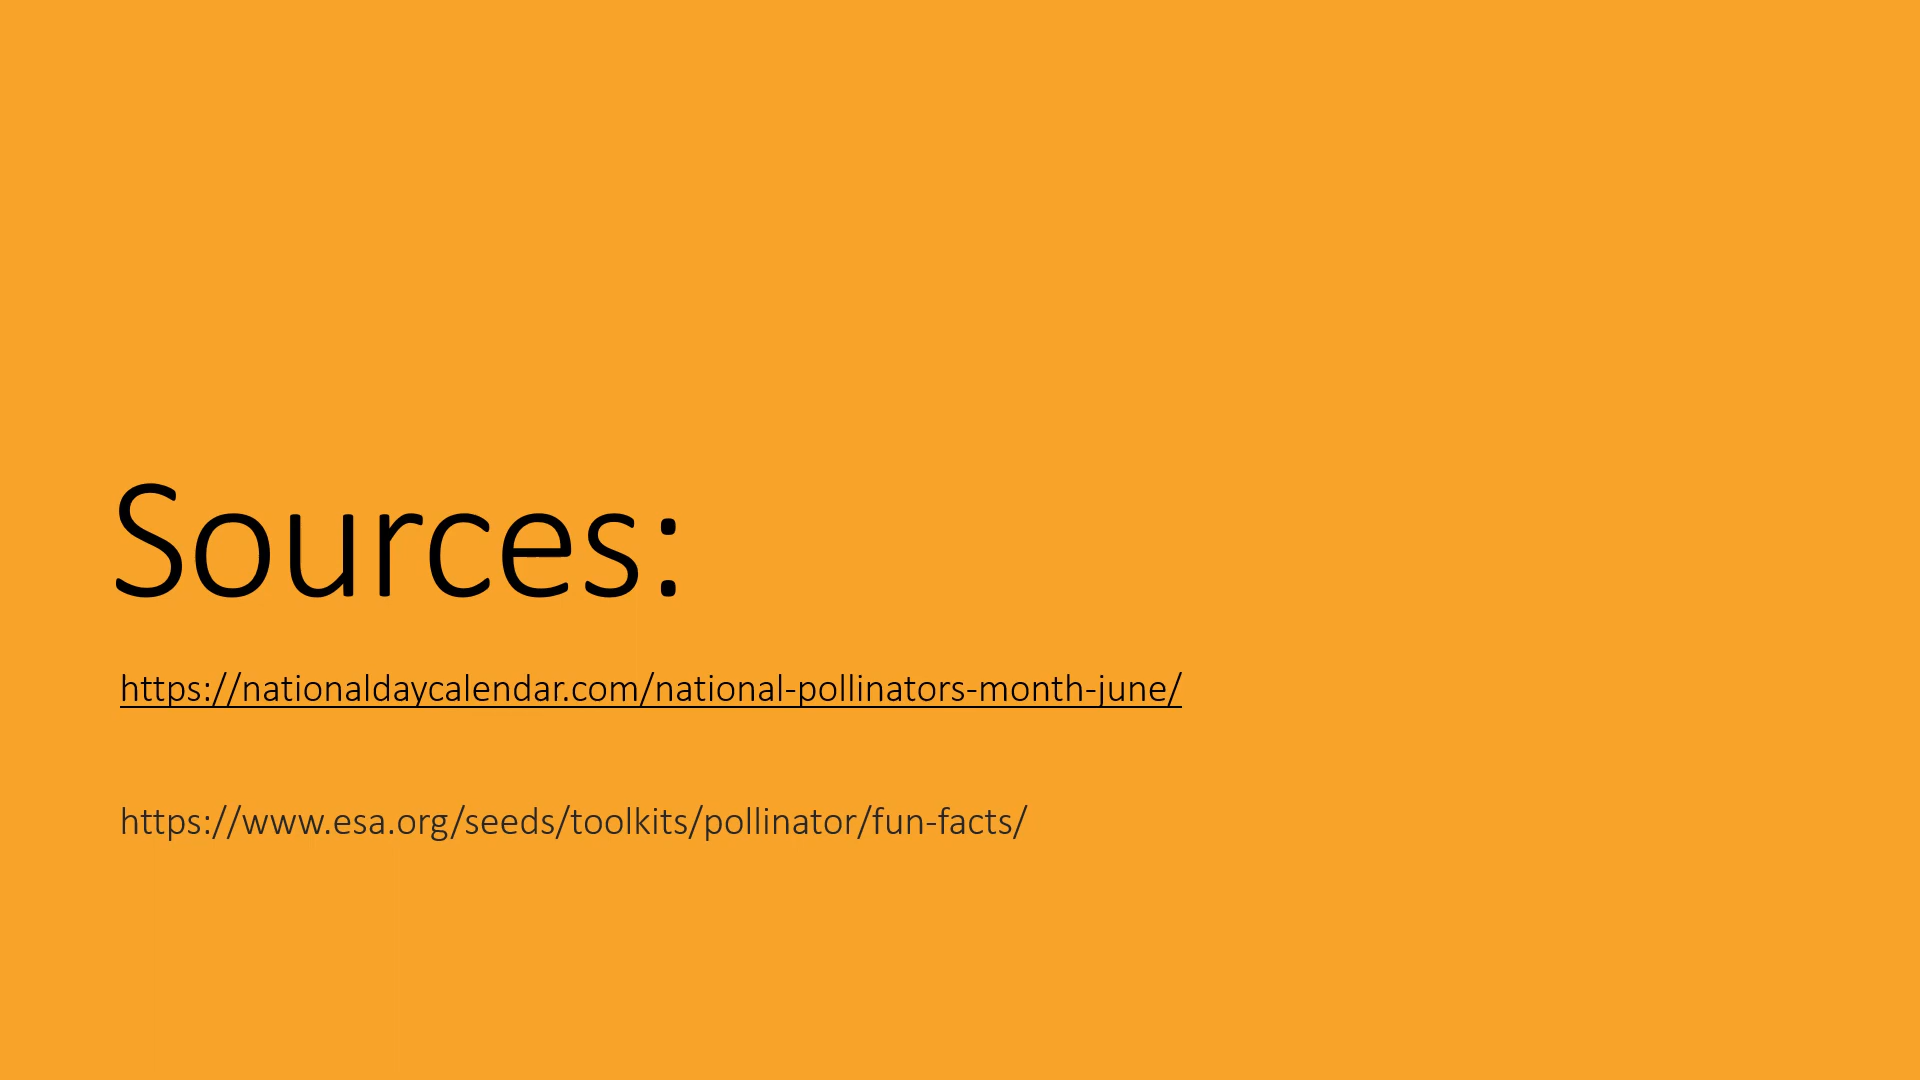 Sources:
https://nationaldaycalendar.com/national-pollinators-month-june/
https://www.esa.org/seeds/toolkits/pollinator/fun-facts/